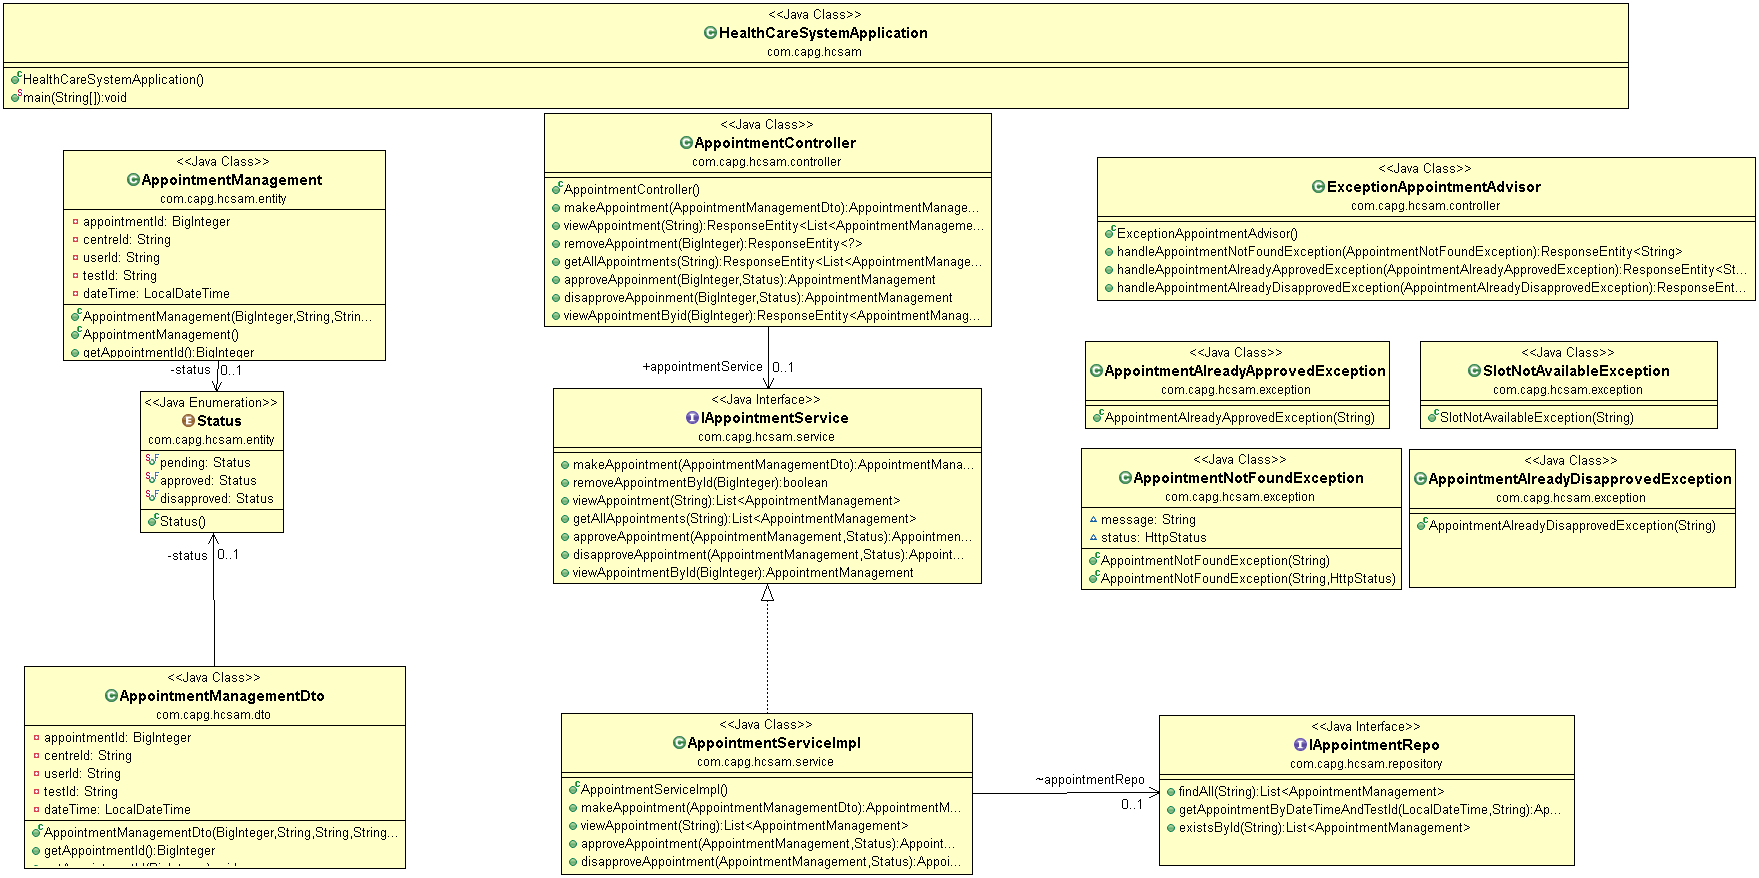 <<Java Class>>
HealthCareSystemApplication
com.capg.hcsam
HealthCareSystemApplication()
main(String[]):void
<<Java Class>>
AppointmentController
com.capg.hcsam.controller
AppointmentController()
makeAppointment(AppointmentManagementDto):AppointmentManage...
viewAppointment(String):ResponseEntity<List<AppointmentManageme...
removeAppointment(BigInteger):ResponseEntity<?>
getAllAppointments(String):ResponseEntity<List<AppointmentManage...
approveAppoinment(BigInteger,Status):AppointmentManagement
disapproveAppoinment(BigInteger,Status):AppointmentManagement
viewAppointmentByid(BigInteger):ResponseEntity<AppointmentManag...
<<Java Class>>
AppointmentManagement
com.capg.hcsam.entity
appointmentId: BigInteger
centreId: String
userId: String
testId: String
dateTime: LocalDateTime
AppointmentManagement(BigInteger,String,Strin...
AppointmentManagement()
getAppointmentId():BigInteger
<<Java Class>>
ExceptionAppointmentAdvisor
com.capg.hcsam.controller
ExceptionAppointmentAdvisor()
handleAppointmentNotFoundException(AppointmentNotFoundException):ResponseEntity<String>
handleAppointmentAlreadyApprovedException(AppointmentAlreadyApprovedException):ResponseEntity<St...
handleAppointmentAlreadyDisapprovedException(AppointmentAlreadyDisapprovedException):ResponseEnt...
-status 0..1
+appointmentService 0..1
<<Java Enumeration>>
Status
com.capg.hcsam.entity
pending: Status
approved: Status
disapproved: Status
Status()
<<Java Interface>>
IAppointmentService
com.capg.hcsam.service
makeAppointment(AppointmentManagementDto):AppointmentMana...
removeAppointmentById(BigInteger):boolean
viewAppointment(String):List<AppointmentManagement>
getAllAppointments(String):List<AppointmentManagement>
approveAppointment(AppointmentManagement,Status):Appointmen...
disapproveAppointment(AppointmentManagement,Status):Appoint...
viewAppointmentById(BigInteger):AppointmentManagement
<<Java Class>>
AppointmentAlreadyApprovedException
com.capg.hcsam.exception
AppointmentAlreadyApprovedException(String)
<<Java Class>>
SlotNotAvailableException
com.capg.hcsam.exception
SlotNotAvailableException(String)
<<Java Class>>
AppointmentNotFoundException
com.capg.hcsam.exception
message: String
status: HttpStatus
AppointmentNotFoundException(String)
AppointmentNotFoundException(String,HttpStatus)
<<Java Class>>
AppointmentAlreadyDisapprovedException
com.capg.hcsam.exception
AppointmentAlreadyDisapprovedException(String)
-status 0..1
<<Java Class>>
AppointmentManagementDto
com.capg.hcsam.dto
appointmentId: BigInteger
centreId: String
userId: String
testId: String
dateTime: LocalDateTime
AppointmentManagementDto(BigInteger,String,String,String...
getAppointmentId():BigInteger
<<Java Class>>
AppointmentServiceImpl
com.capg.hcsam.service
AppointmentServiceImpl()
makeAppointment(AppointmentManagementDto):AppointmentM...
viewAppointment(String):List<AppointmentManagement>
approveAppointment(AppointmentManagement,Status):Appoint...
disapproveAppointment(AppointmentManagement,Status):Appoi...
~appointmentRepo
0..1
<<Java Interface>>
IAppointmentRepo
com.capg.hcsam.repository
findAll(String):List<AppointmentManagement>
getAppointmentByDateTimeAndTestId(LocalDateTime,String):Ap...
existsById(String):List<AppointmentManagement>